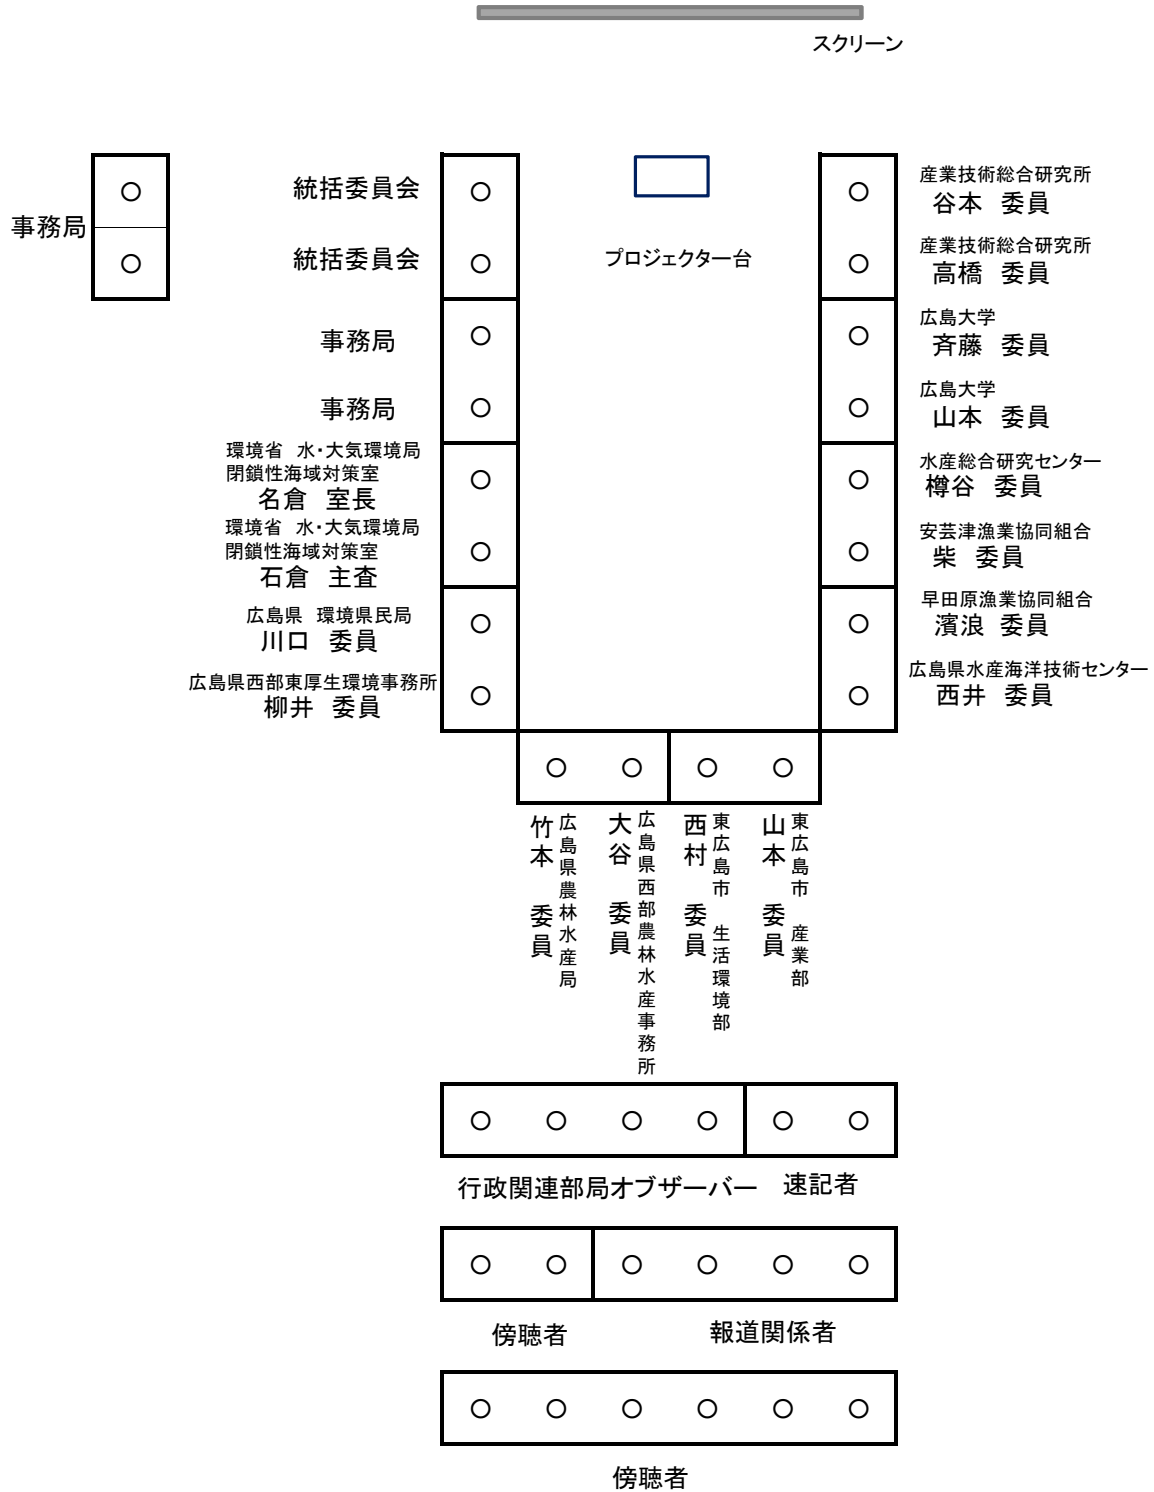 スクリーン
事務局
統括委員会
統括委員会
事務局
事務局
環境省 水・大気環境局
閉鎖性海域対策室
名倉 室長
環境省 水・大気環境局
閉鎖性海域対策室
石倉 主査
広島県 環境県民局
川口 委員
広島県西部東厚生環境事務所
柳井 委員
プロジェクター台
産業技術総合研究所
谷本 委員
産業技術総合研究所
高橋 委員
広島大学
斉藤 委員
広島大学
山本 委員
水産総合研究センター
樽谷 委員
安芸津漁業協同組合
柴 委員
早田原漁業協同組合
濱浪 委員
広島県水産海洋技術センター
西井 委員
広島県農林水産局
竹本 委員
広島県西部農林水産事務所
大谷 委員
東広島市 生活環境部
西村 委員
東広島市 産業部
山本 委員
行政関連部局オブザーバー
速記者
傍聴者
報道関係者
傍聴者